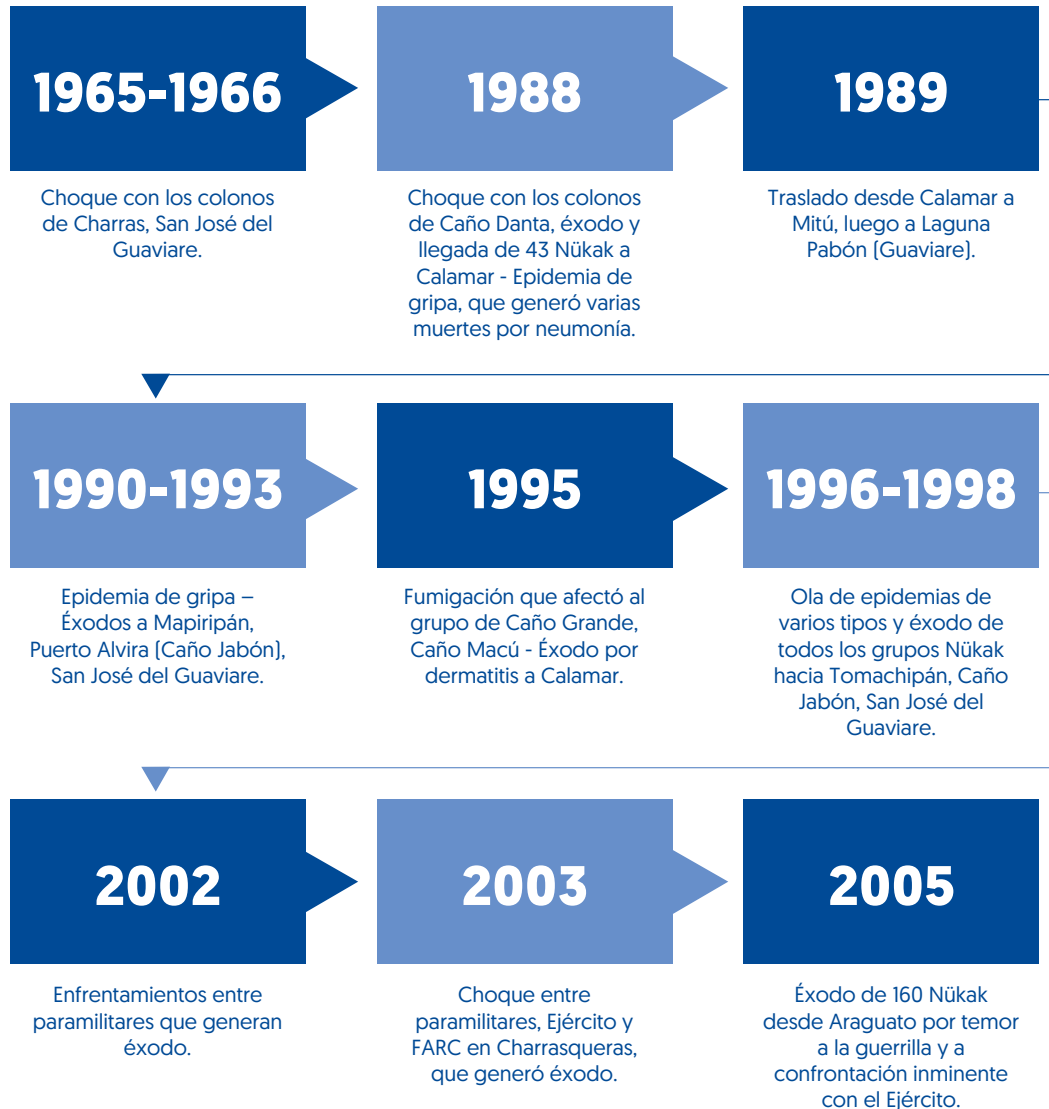 1965-1966
Choque con los colonos
de Charras, San José del
Guaviare.
1988
Choque con los colonos
de Caño Danta, éxodo y
llegada de 43 Nükak a
Calamar - Epidemia de
gripa, que generó varias
muertes por neumonía.
1989
Traslado desde Calamar a
Mitú, luego a Laguna
Pabón (Guaviare).
1990-1993
Epidemia de gripa –
Éxodos a Mapiripán,
Puerto Alvira (Caño Jabón),
San José del Guaviare.
1995
Fumigación que afectó al
grupo de Caño Grande,
Caño Macú - Éxodo por
dermatitis a Calamar.
1996-1998
Ola de epidemias de
varios tipos y éxodo de
todos los grupos Nükak
hacia Tomachipán, Caño
Jabón, San José del
Guaviare.
2002
Enfrentamientos entre
paramilitares que generan
éxodo.
2003
Choque entre
paramilitares, Ejército y
FARC en Charrasqueras,
que generó éxodo.
2005
Éxodo de 160 Nükak
desde Araguato por temor
a la guerrilla y a
confrontación inminente
con el Ejército.